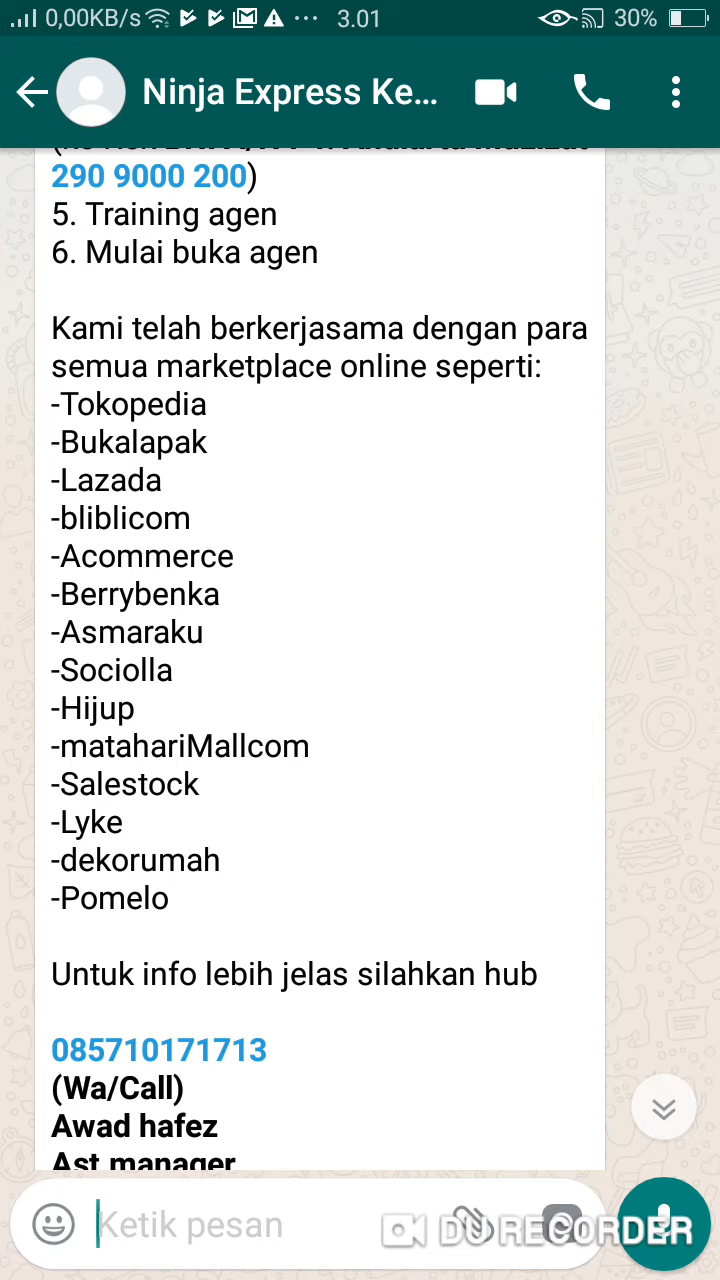 0,00KB/s
3.01
30%
Ninja Express Ke...
290 9000 200)
5. Training agen
6. Mulai buka agen
Kami telah berkerjasama dengan para
semua marketplace online seperti:
-Tokopedia
-Bukalapak
-Lazada
-bliblicom
-Acommerce
-Berrybenka
-Asmaraku
-Sociolla
-Hijup
-matahariMallcom
-Salestock
-Lyke
-dekorumah
-Pomelo
Untuk info lebih jelas silahkan hub
085710171713
(Wa/Call)
Awad hafez
Ast manager
Ketik pesan
DU RECORDER